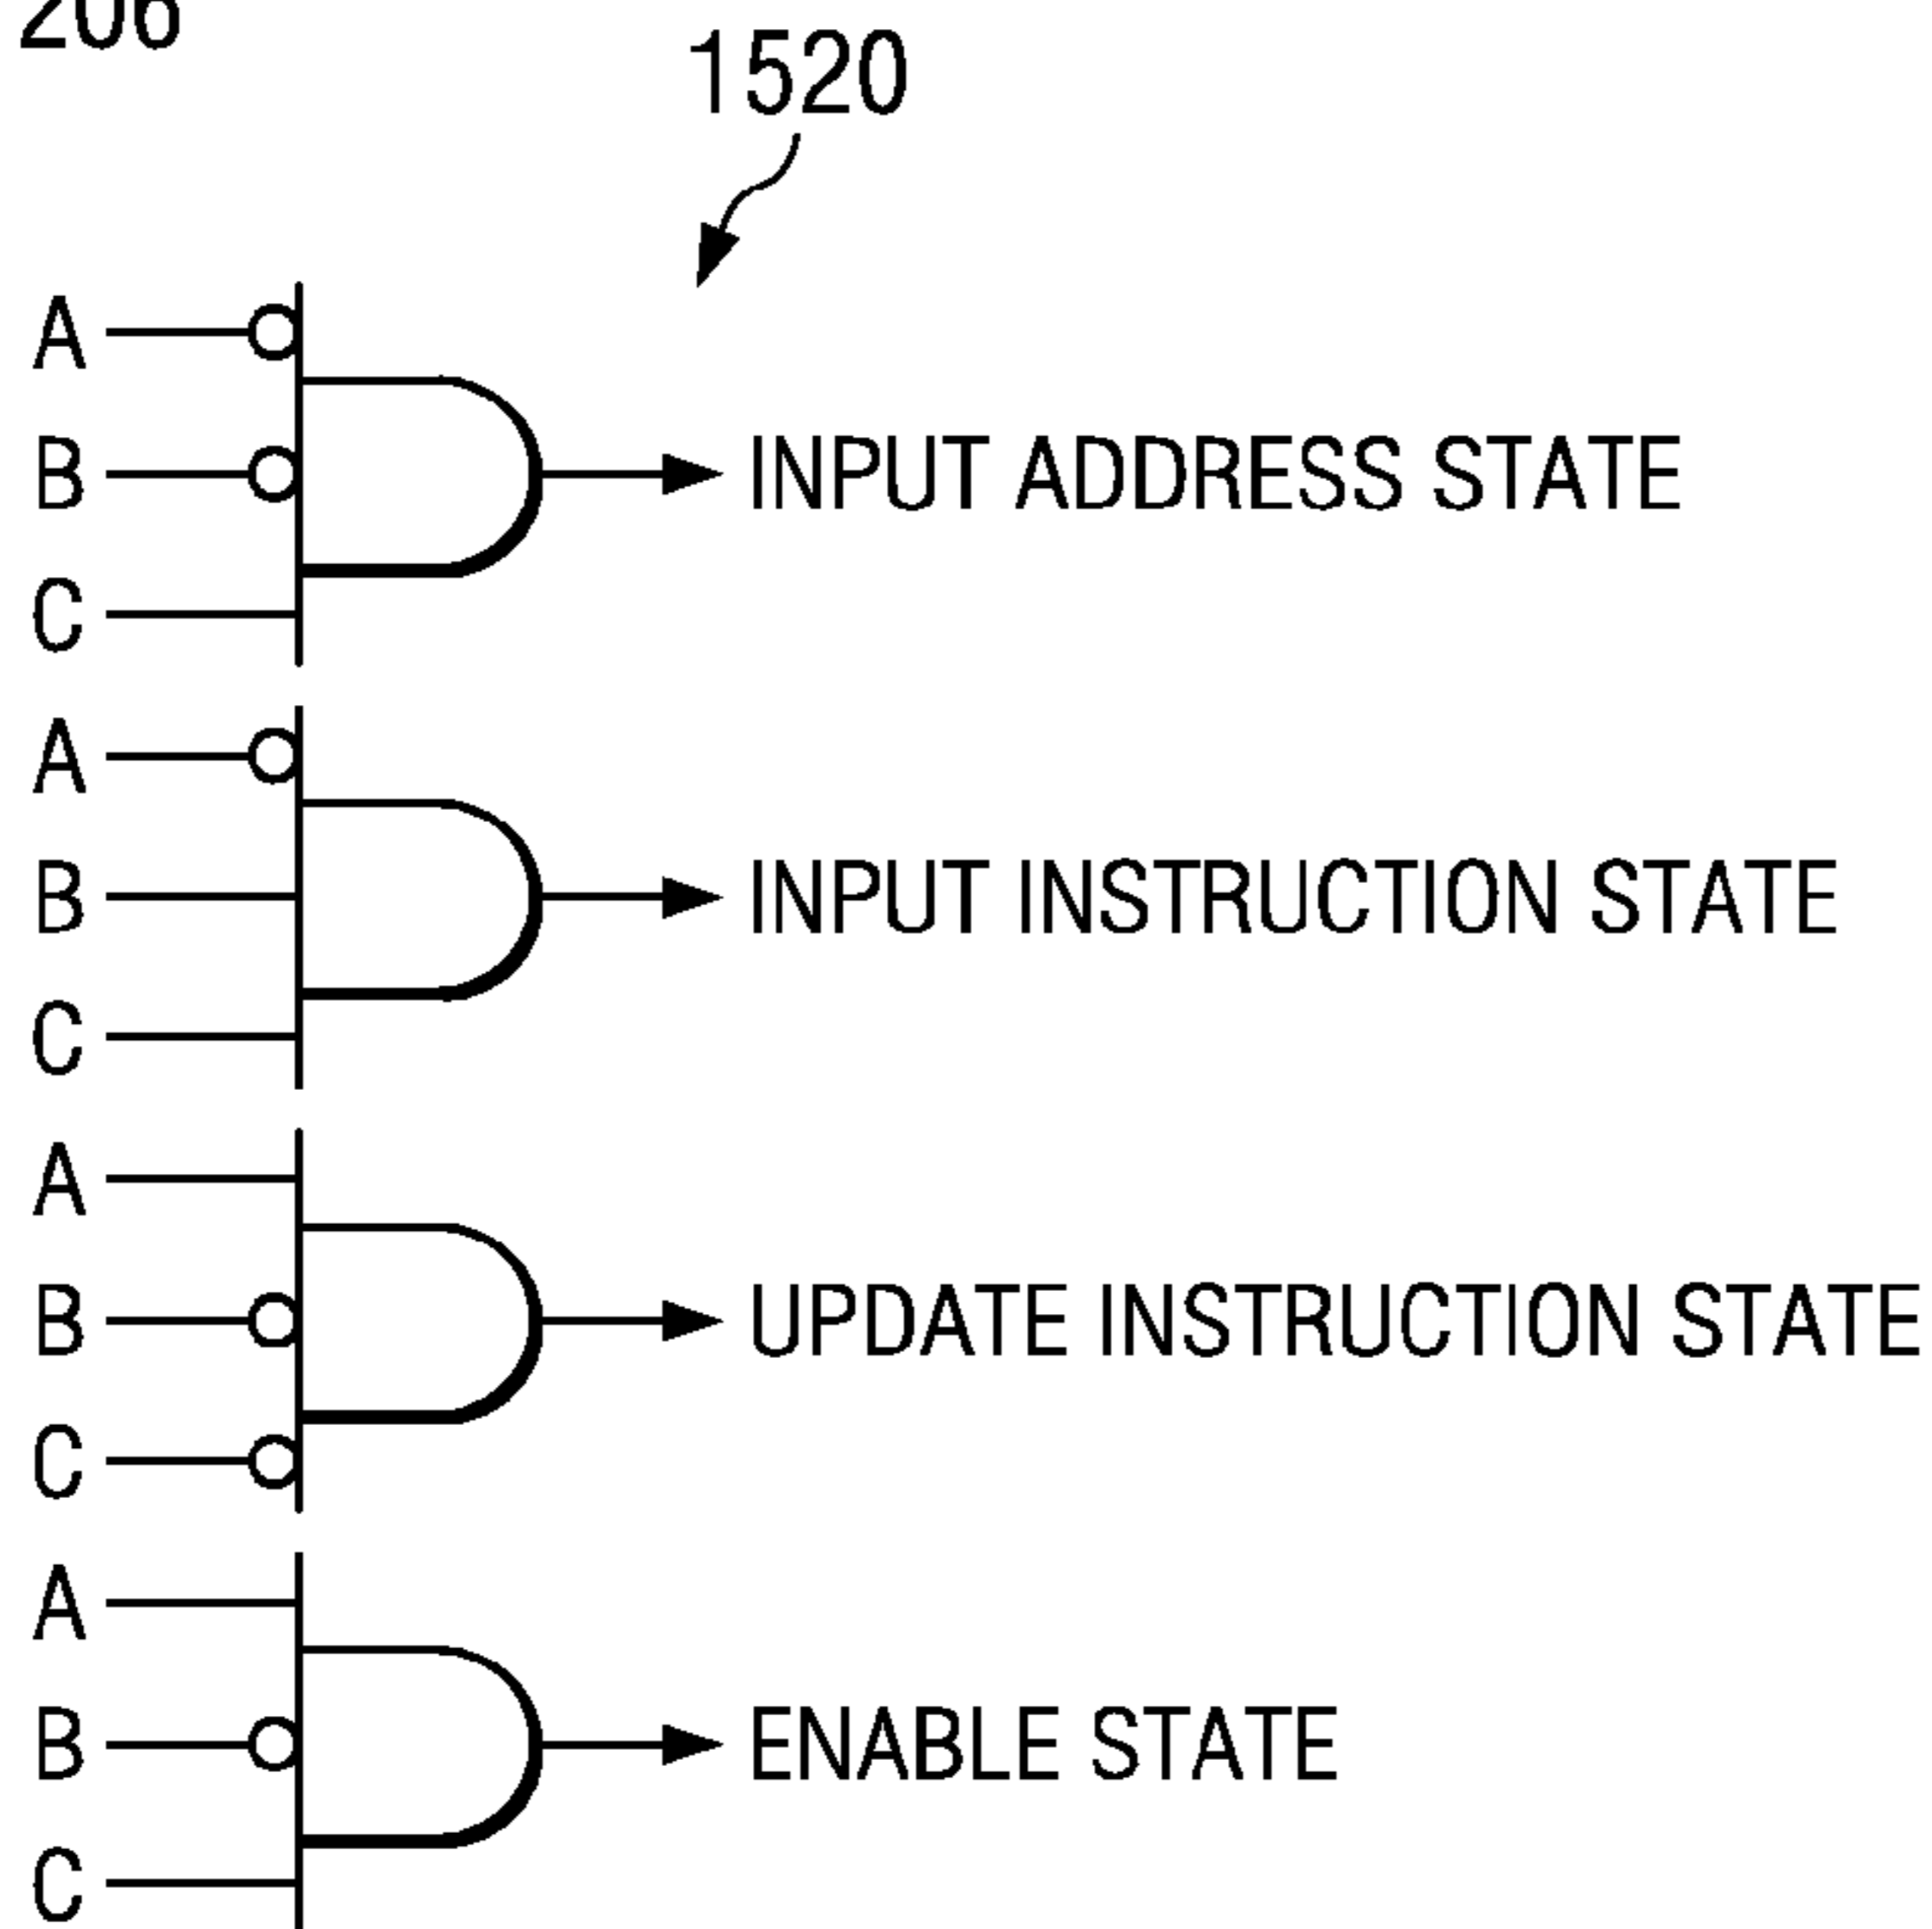 206
1520
A
B
C
INPUT ADDRESS STATE
A
B
C
INPUT INSTRUCTION STATE
A
B
C
UPDATE INSTRUCTION STATE
A
B
C
ENABLE STATE